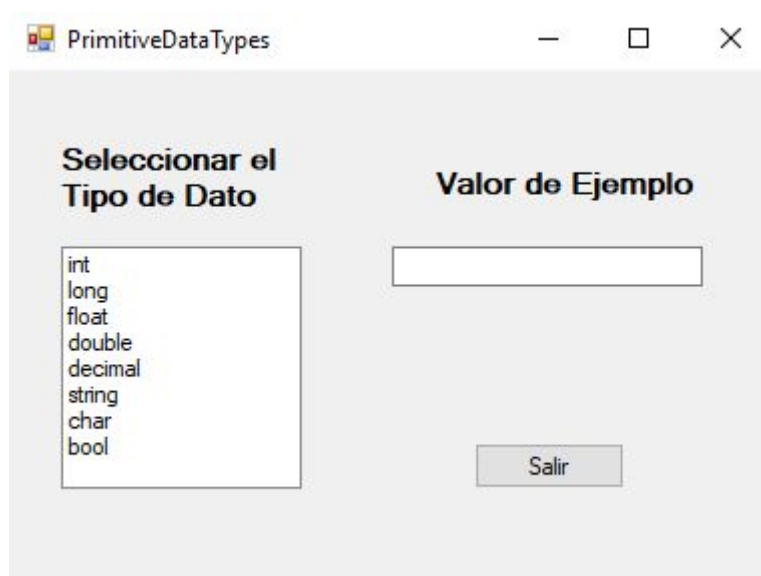 PrimitiveDataTypes
Seleccionar el
Tipo de Dato
Valor de Ejemplo
int
long
float
double
decimal
string
char
bool
Salir